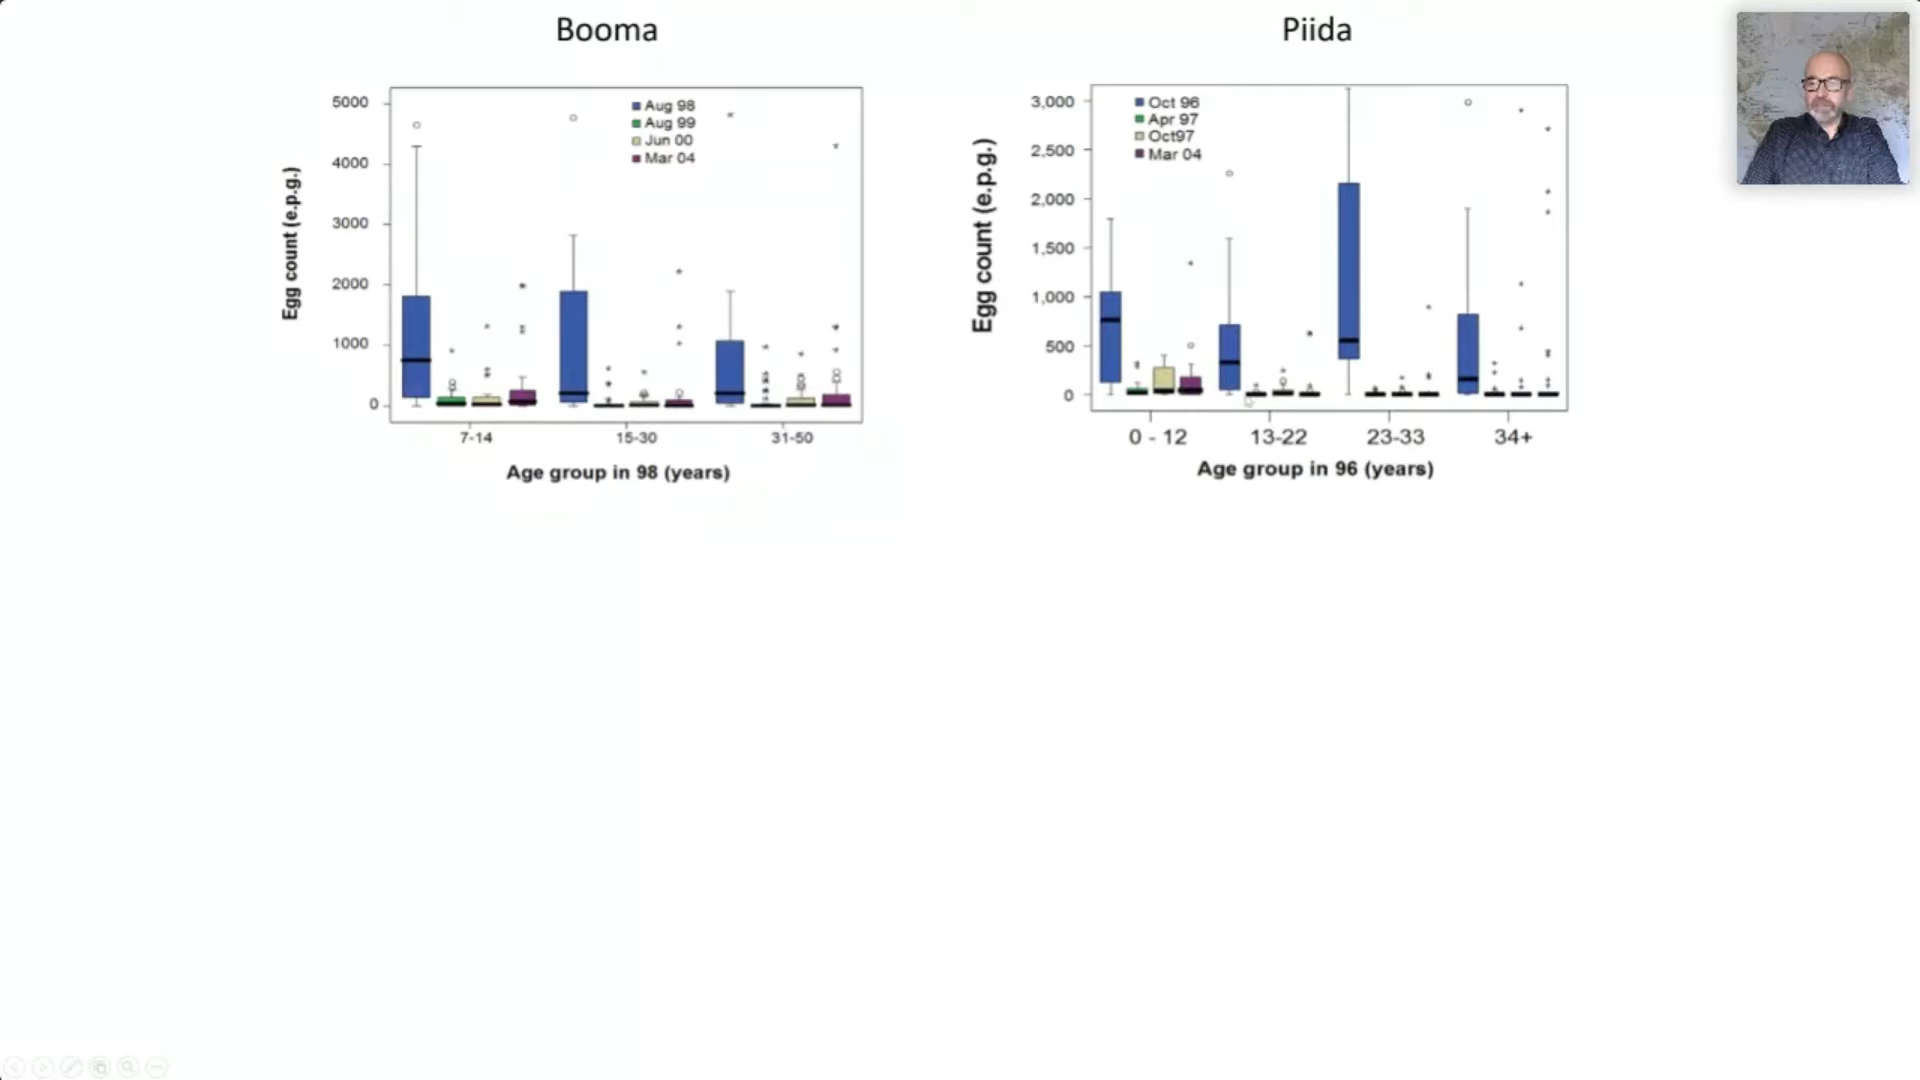 Booma
5000
4000
3000
2000
1000
0
Egg count (e.p.g.)
Aug 98
Aug 99
Jun 00
Mar 04
7-14
15-30
31-50
Age group in 98 (years)
Piida
3,000
2,500
2,000
1,500
1,000
500
0
Egg count (e.p.g.)
Oct 96
Apr 97
Oct97
Mar 04
0 - 12
13-22
23-33
34+
Age group in 96 (years)